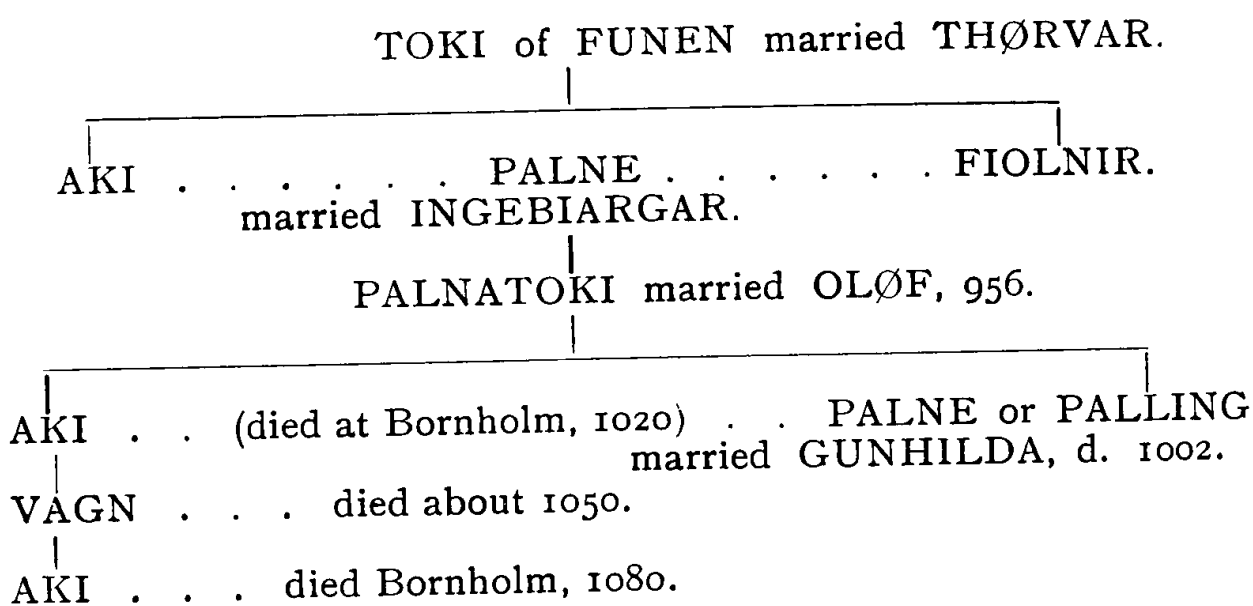 TOKI of FUNEN married THØRVAR.
AKI . . . . . . PALNE . . . . . . FIOLNIR.
married INGEBIARGAR.
PALNATOKI married OLØF, 956.
AKI . . (died at Bornholm, 1020) . . PALNE or PALLING
married GUNHILDA, d. 1002.
VAGN . . . died about 1050.
AKI . . . died Bornholm, 1080.